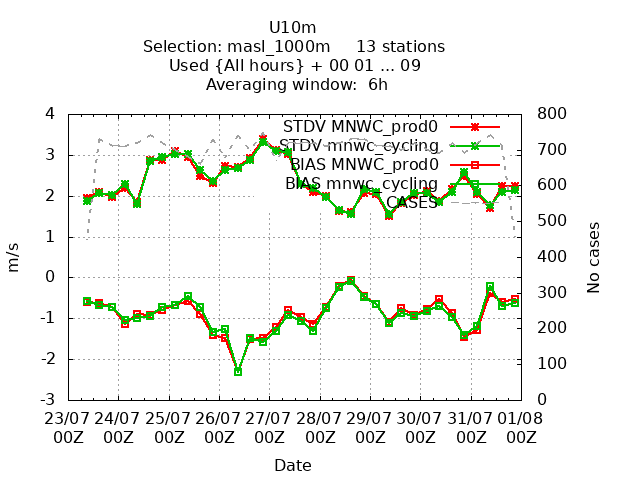 U10m
Selection: masl_1000m 13 stations
Used {All hours} + 00 01 ... 09
Averaging window: 6h
STDV MNWC_prod0
STDV mnwc_cycling
BIAS MNWC_prod0
BIAS mnwc_cycling
CASES
m/s
4
3
2
1
0
-1
-2
-3
No cases
800
700
600
500
400
300
200
100
0
23/07 24/07 25/07 26/07 27/07 28/07 29/07 30/07 31/07 01/08
00Z 00Z 00Z 00Z 00Z 00Z 00Z 00Z 00Z 00Z
Date